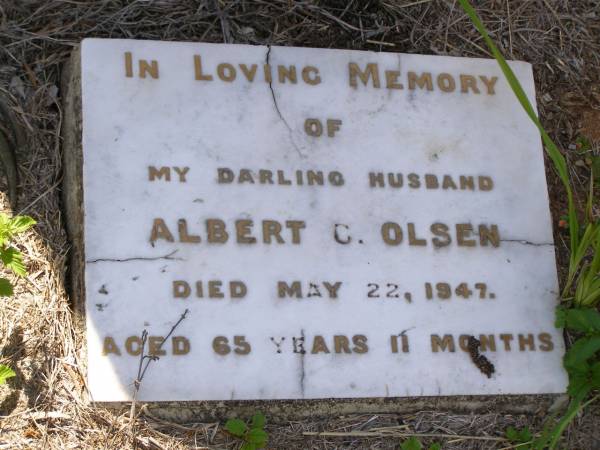 IN LOVING MEMORY
OF
MY DARLING HUSBAND
ALBERT C. OLSEN
DIED MAY 22, 1947.
AGED 65 YEARS 11 MONTHS